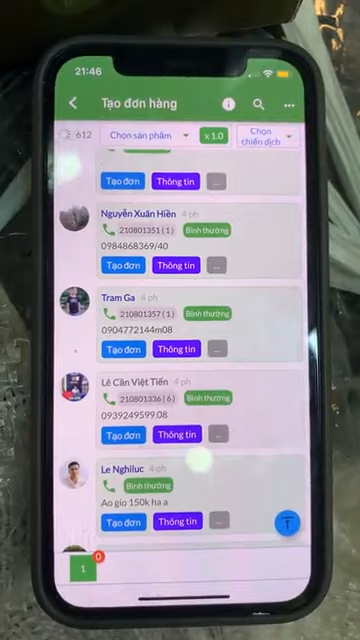 21:46
Tạo đơn hàng
612
Chọn sản phẩm
x 1.0
Chọn chiến dịch
Tạo đơn Thông tin ...
Nguyễn Xuân Hiền 4 ph
210801351 ( 1 ) Bình thường
0984868369/40
Tạo đơn Thông tin ...
Tram Ga 4 ph
210801357 ( 1 ) Bình thường
0904772144m08
Tạo đơn Thông tin ...
Lê Cần Việt Tiến 4 ph
210801336 ( 6 ) Bình thường
0939249599.08
Tạo đơn Thông tin ...
Le Nghiluc 4 ph
Bình thường
Ao gio 150k ha a
Tạo đơn Thông tin ...
1
0